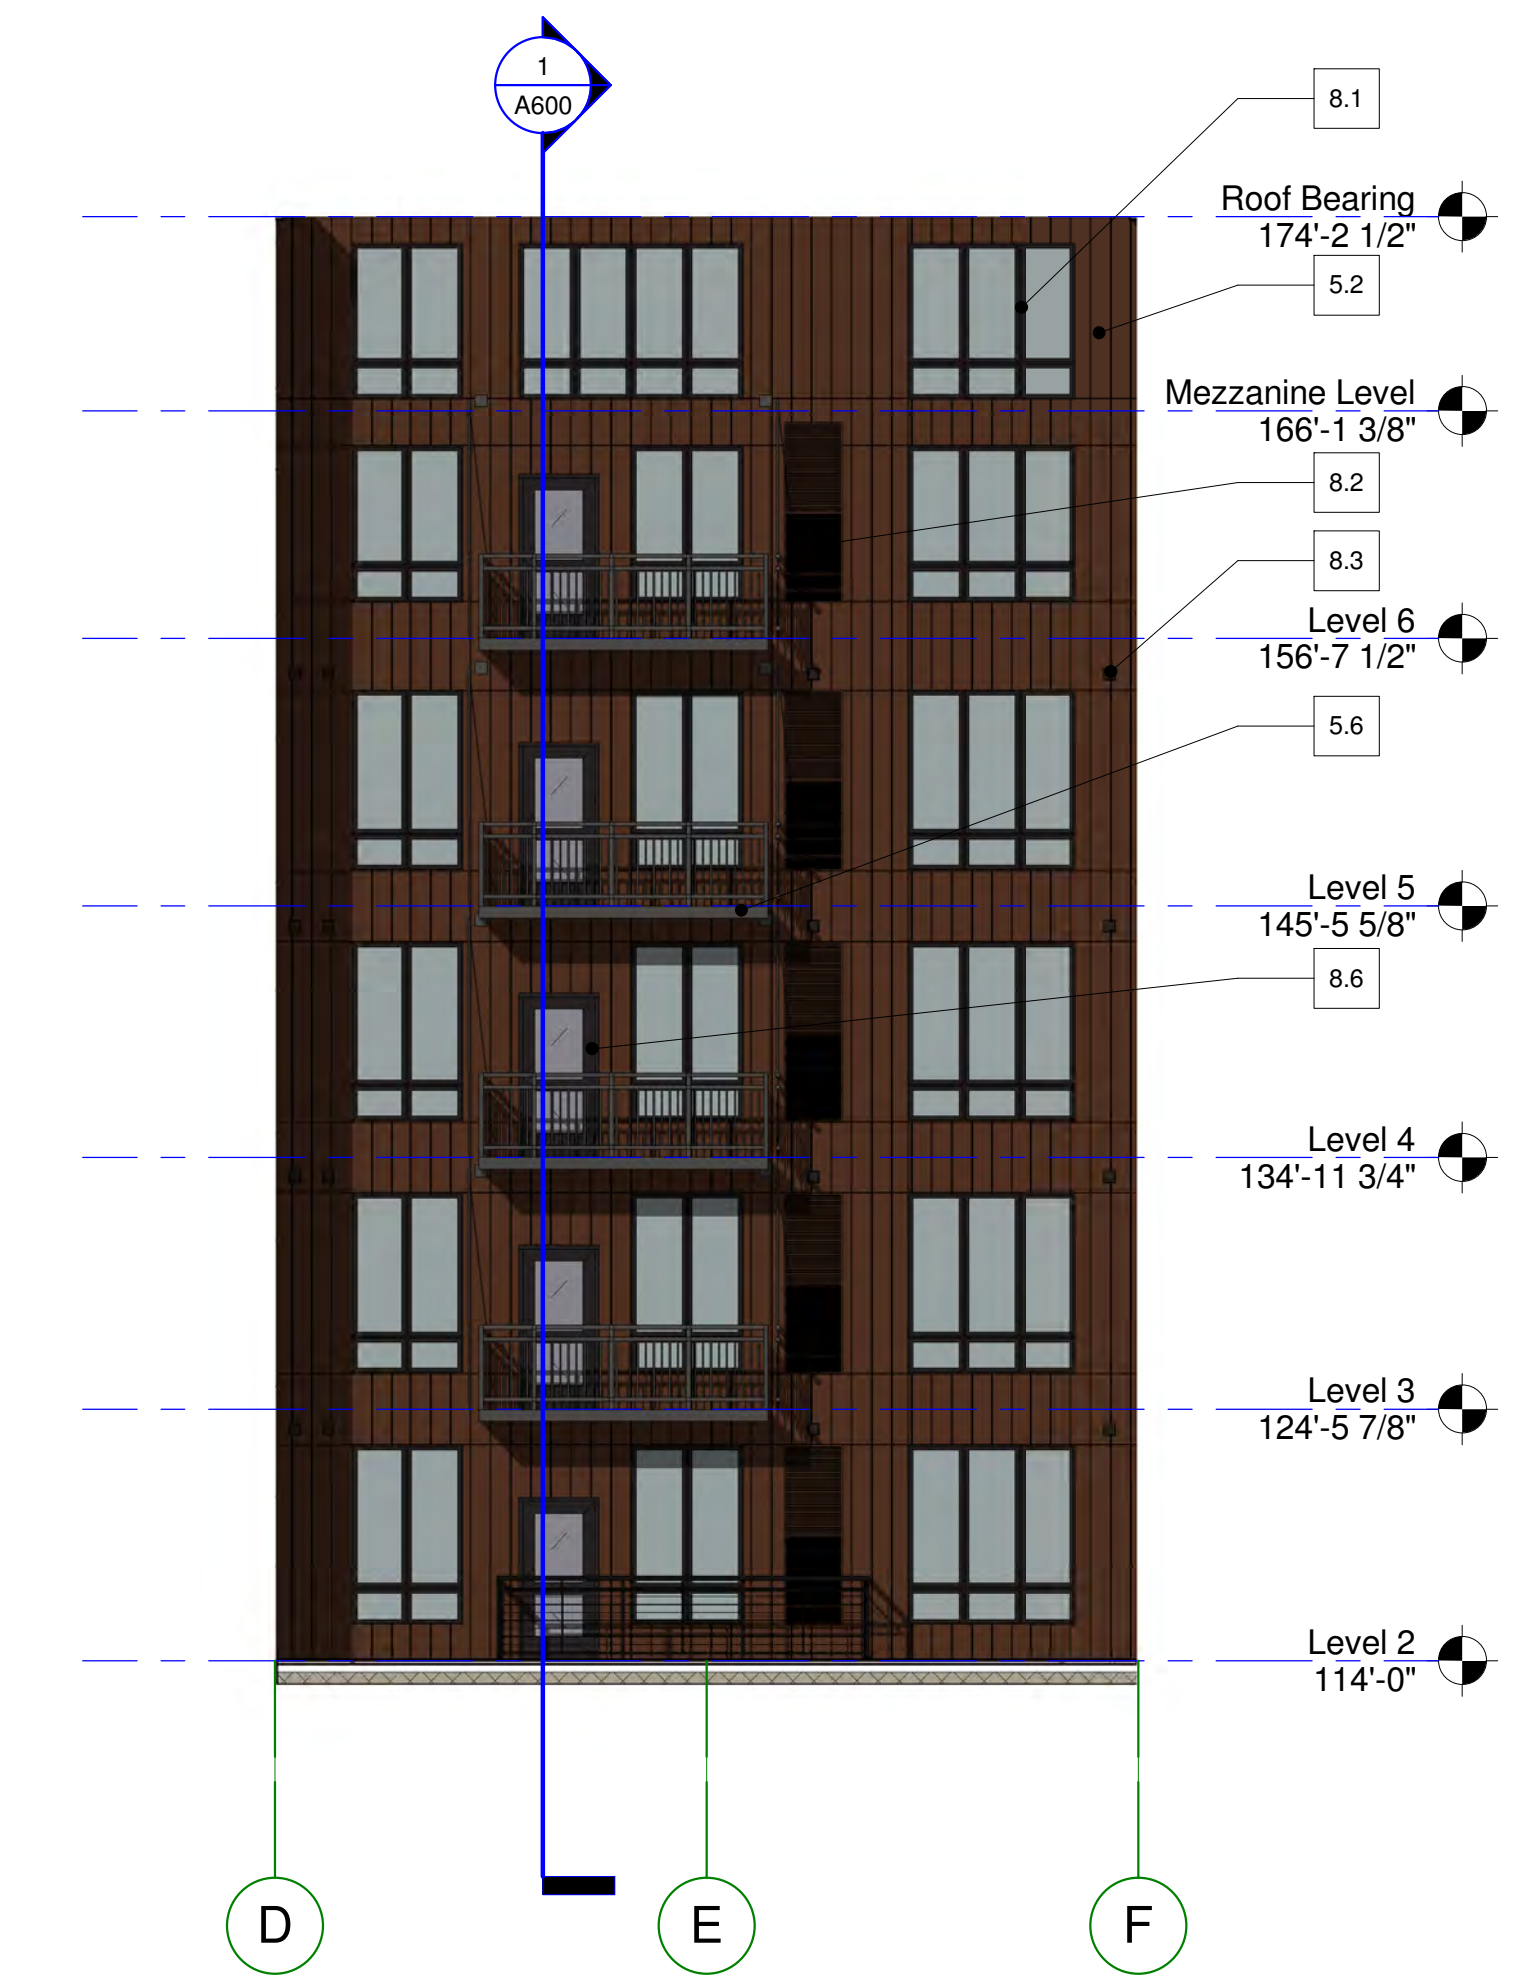 1
A600
8.1
Roof Bearing
174'-2 1/2"
5.2
Mezzanine Level
166'-1 3/8"
8.2
8.3
Level 6
156'-7 1/2"
5.6
Level 5
145'-5 5/8"
8.6
Level 4
134'-11 3/4"
Level 3
124'-5 7/8"
Level 2
114'-0"
D
E
F